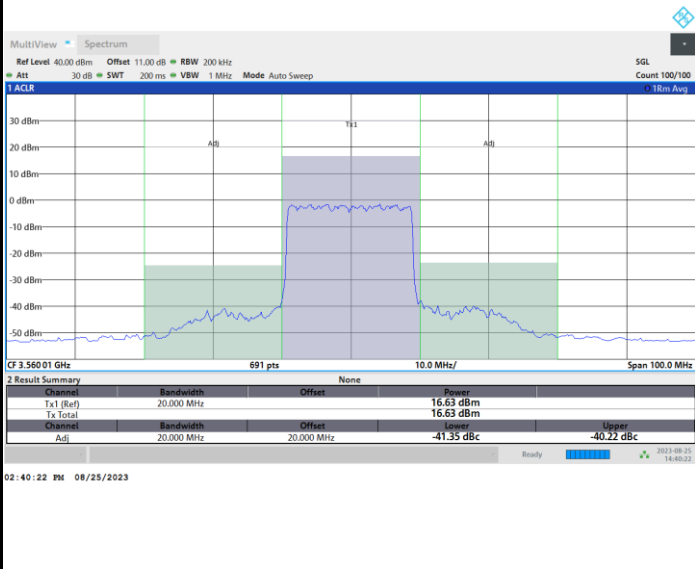 MultiView Spectrum
Ref Level 40.00 dBm Offset 11.00 dB RBW 200 kHz SGL
Att 30 dB SWT 200 ms VBW 1 MHz Mode Auto Sweep Count 100/100
1 ACLR 1Rm Avg
Tx1
30 dBm
Adj Adj
20 dBm
10 dBm
0 dBm
-10 dBm
-20 dBm
-30 dBm
-40 dBm
-50 dBm
CF 3.56001 GHz 691 pts 10.0 MHz/ Span 100.0 MHz
2 Result Summary None
Channel Bandwidth Offset Power
Tx1 (Ref) 20.000 MHz 16.63 dBm
Tx Total 16.63 dBm
Channel Bandwidth Offset Lower Upper
Adj 20.000 MHz 20.000 MHz -41.35 dBc -40.22 dBc
Ready 2023-08-25
14:40:22
02:40:22 PM 08/25/2023